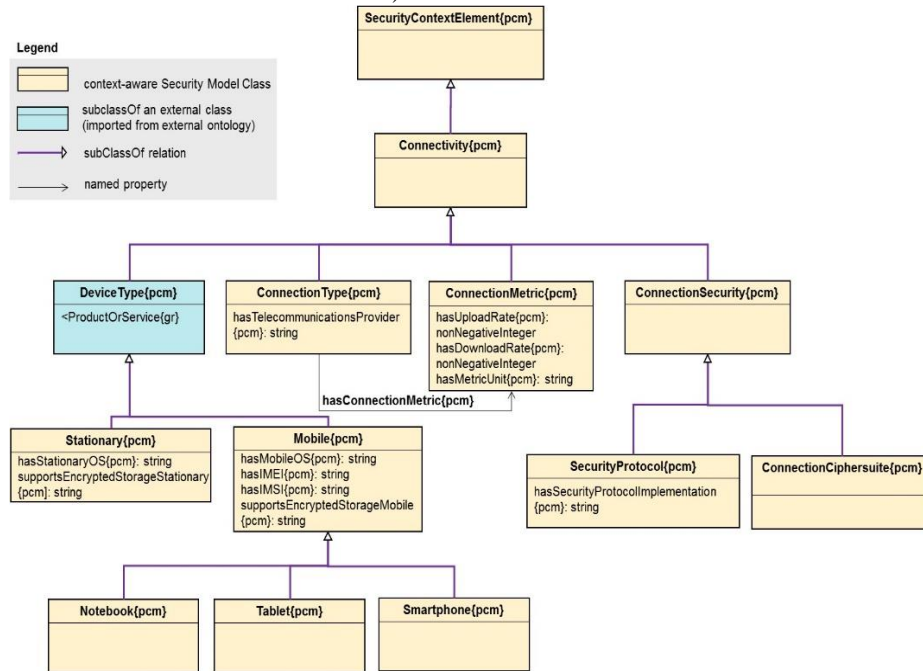 SecurityContextElement{pcm}
Legend
context-aware Security Model Class
subclassOf an external class
(imported from external ontology)
subClassOf relation
named property
Connectivity{pcm}
DeviceType{pcm}
<ProductOrService{gr}
ConnectionType{pcm}
hasTelecommunicationsProvider
{pcm}: string
ConnectionMetric{pcm}
hasUploadRate{pcm}:
nonNegativeInteger
hasDownloadRate{pcm}:
nonNegativeInteger
hasMetricUnit{pcm}: string
ConnectionSecurity{pcm}
hasConnectionMetric{pcm}
Stationary{pcm}
hasStationaryOS{pcm}: string
supportsEncryptedStorageStationary
{pcm]: string
Mobile{pcm}
hasMobileOS{pcm}: string
hasIMEI{pcm}: string
hasIMSI{pcm}: string
supportsEncryptedStorageMobile
{pcm}: string
SecurityProtocol{pcm}
hasSecurityProtocolImplementation
{pcm}: string
ConnectionCiphersuite{pcm}
Notebook{pcm}
Tablet{pcm}
Smartphone{pcm}